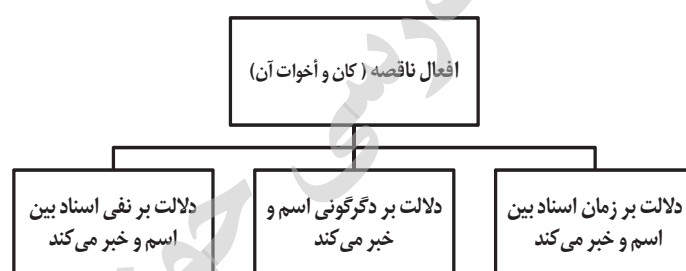 افعال ناقصه ( کان و أخوات آن)
دلالت بر زمان اسناد بین
اسم و خبر می‌کند
دلالت بر دگرگونی اسم و
خبر می‌کند
دلالت بر نفی اسناد بین
اسم و خبر می‌کند